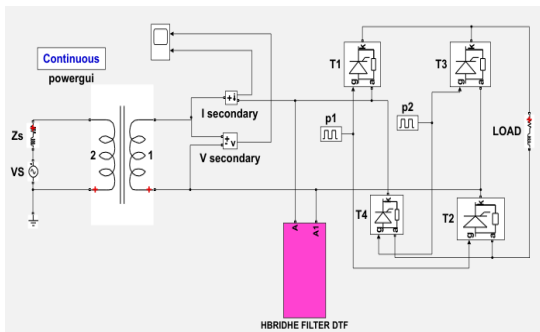 Continuous
powergui
Zs
VS
2
1
+i
I secondary
+
-v
V secondary
T1
k
g
a
T3
k
g
a
p1
p2
LOAD
T4
k
g
a
T2
k
g
a
A
A1
HBRIDHE FILTER DTF